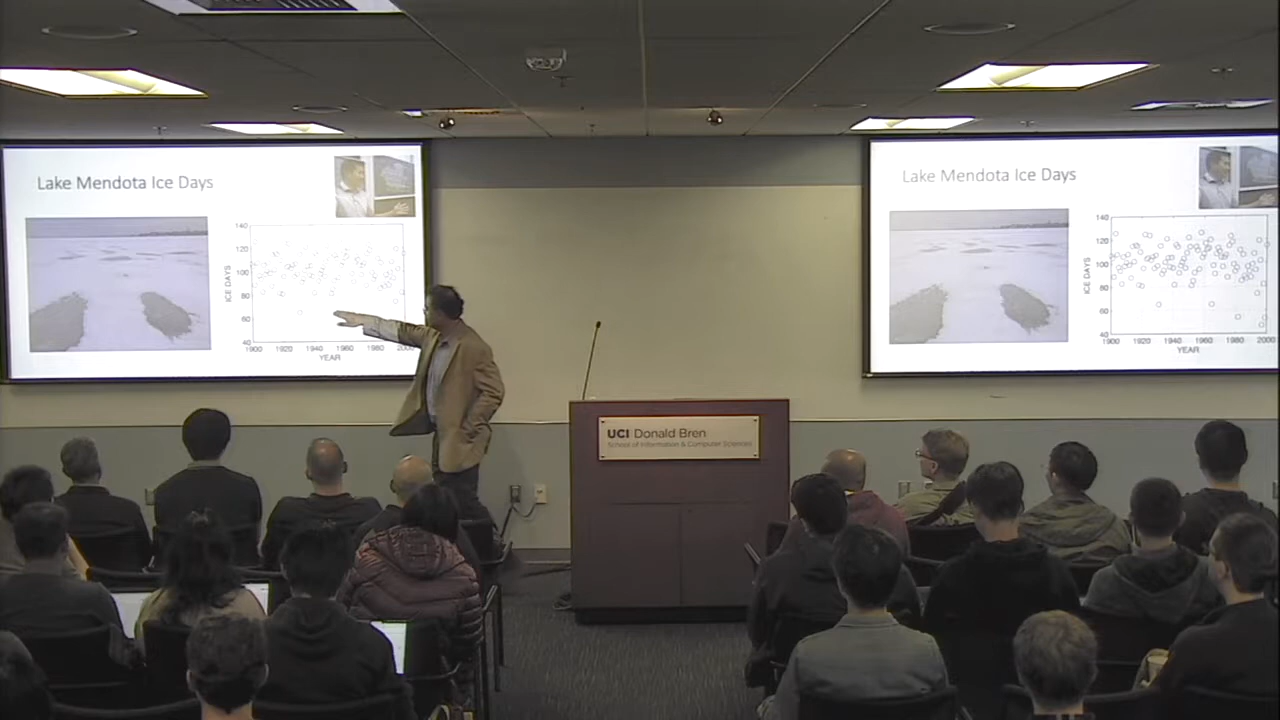 Lake Mendota Ice Days
140
120
100
80
60
40
ICE DAYS
1900 1920 1940 1960 1980 2000
YEAR
UCI Donald Bren
School of Information & Computer Sciences
Lake Mendota Ice Days
140
120
100
80
60
40
ICE DAYS
1900 1920 1940 1960 1980 2000
YEAR